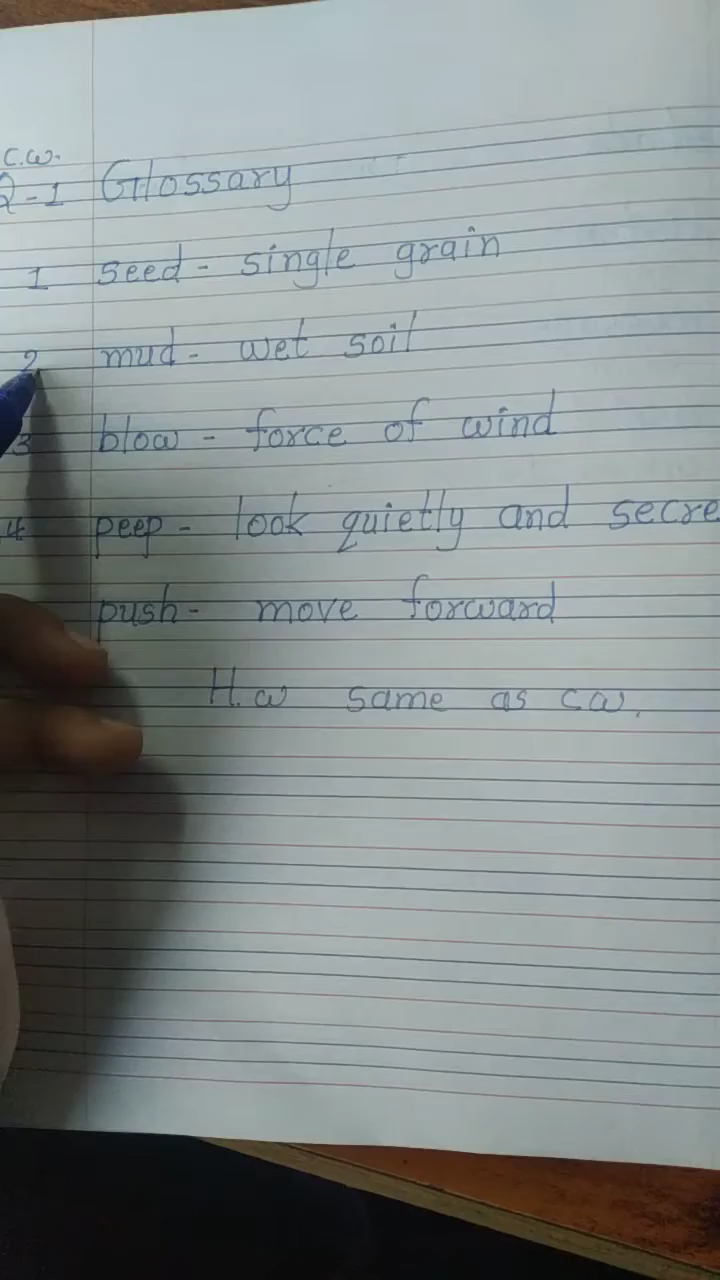 C.W.
Q-1 Glossary
1 seed - single grain
2 mud - wet soil
3 blow - force of wind
4 peep - look quietly and
push - move forward
H.w same as cw.